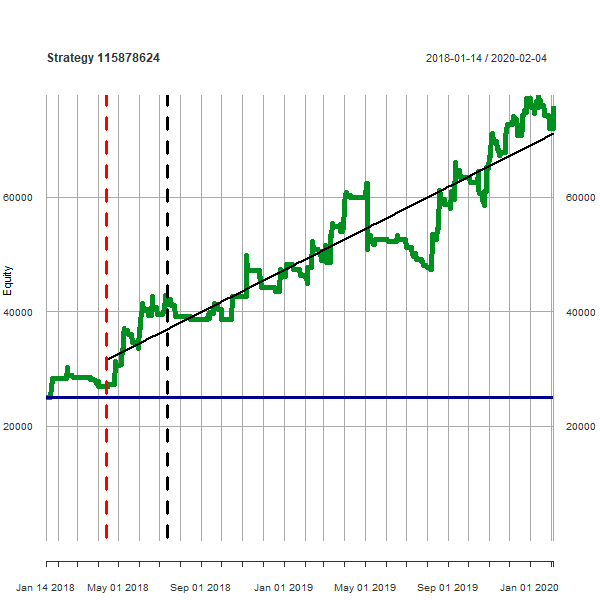 Strategy 115878624 2018-01-14 / 2020-02-04
60000 60000
Equity
40000 40000
20000 20000
Jan 14 2018 May 01 2018 Sep 01 2018 Jan 01 2019 May 01 2019 Sep 01 2019 Jan 01 2020